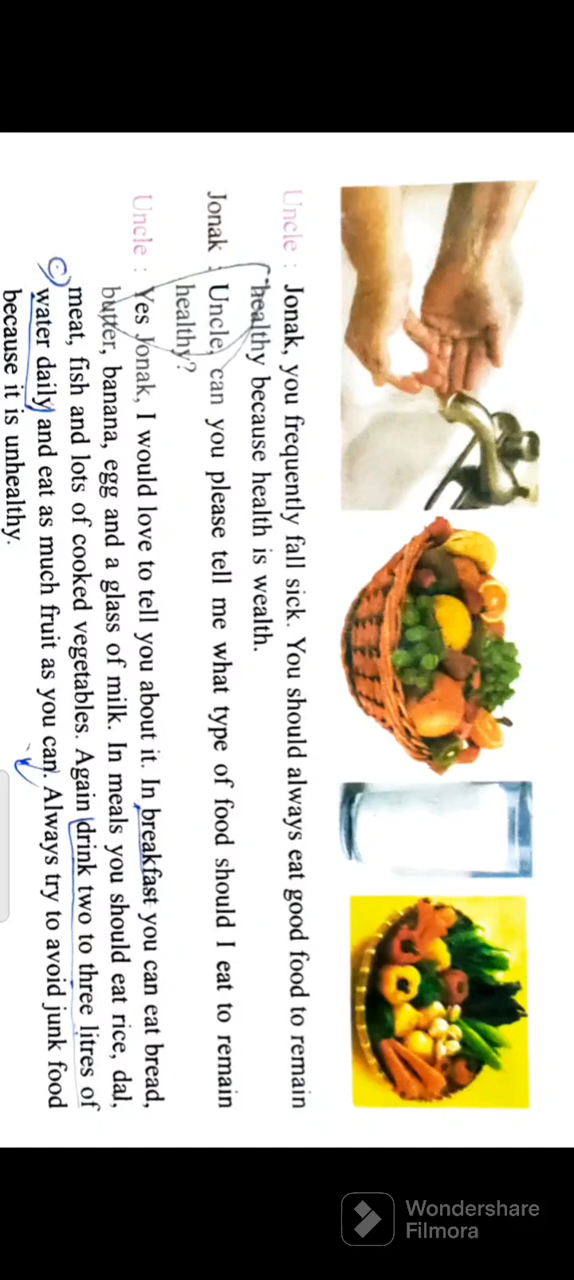 Uncle : Jonak, you frequently fall sick. You should always eat good food to remain
healthy because health is wealth.
Jonak : Uncle, can you please tell me what type of food should I eat to remain
healthy?
Uncle : Yes Jonak, I would love to tell you about it. In breakfast you can eat bread,
butter, banana, egg and a glass of milk. In meals you should eat rice, dal,
meat, fish and lots of cooked vegetables. Again drink two to three litres of
water daily and eat as much fruit as you can. Always try to avoid junk food
because it is unhealthy.
Wondershare
Filmora